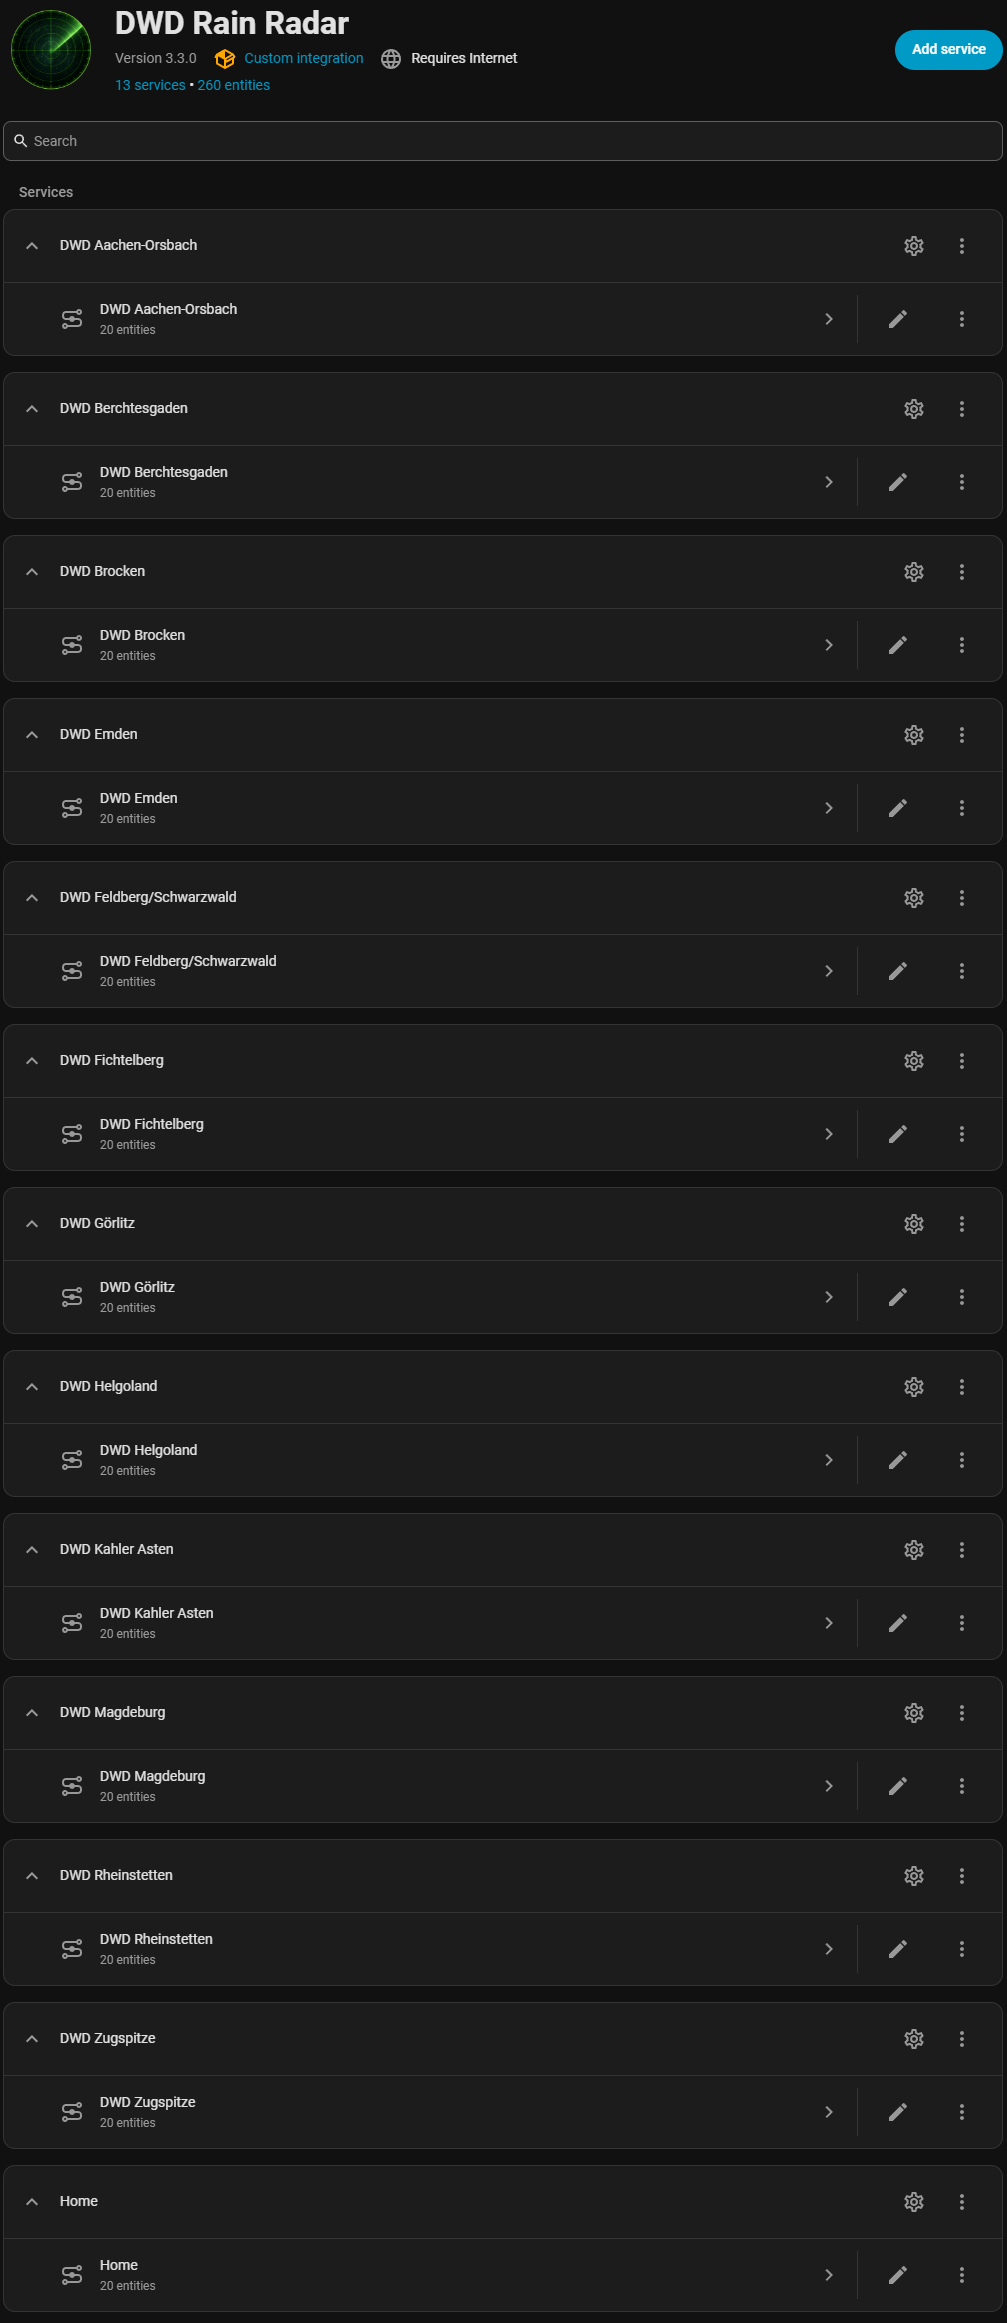 DWD Rain Radar
Version 3.3.0 Custom integration Requires Internet
Add service
13 services • 260 entities
Search
Services
DWD Aachen-Orsbach
DWD Aachen-Orsbach
20 entities
DWD Berchtesgaden
DWD Berchtesgaden
20 entities
DWD Brocken
DWD Brocken
20 entities
DWD Emden
DWD Emden
20 entities
DWD Feldberg/Schwarzwald
DWD Feldberg/Schwarzwald
20 entities
DWD Fichtelberg
DWD Fichtelberg
20 entities
DWD Görlitz
DWD Görlitz
20 entities
DWD Helgoland
DWD Helgoland
20 entities
DWD Kahler Asten
DWD Kahler Asten
20 entities
DWD Magdeburg
DWD Magdeburg
20 entities
DWD Rheinstetten
DWD Rheinstetten
20 entities
DWD Zugspitze
DWD Zugspitze
20 entities
Home
Home
20 entities